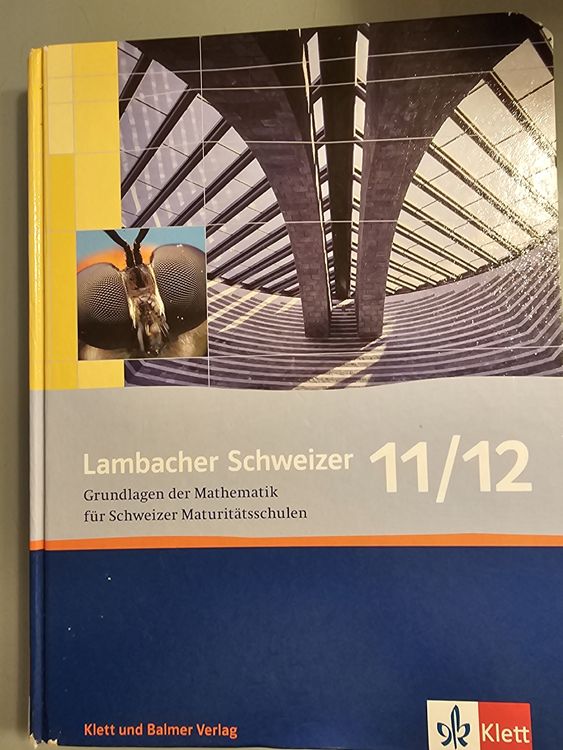 Lambacher Schweizer 11/12
Grundlagen der Mathematik
für Schweizer Maturitätsschulen
Klett und Balmer Verlag
Klett